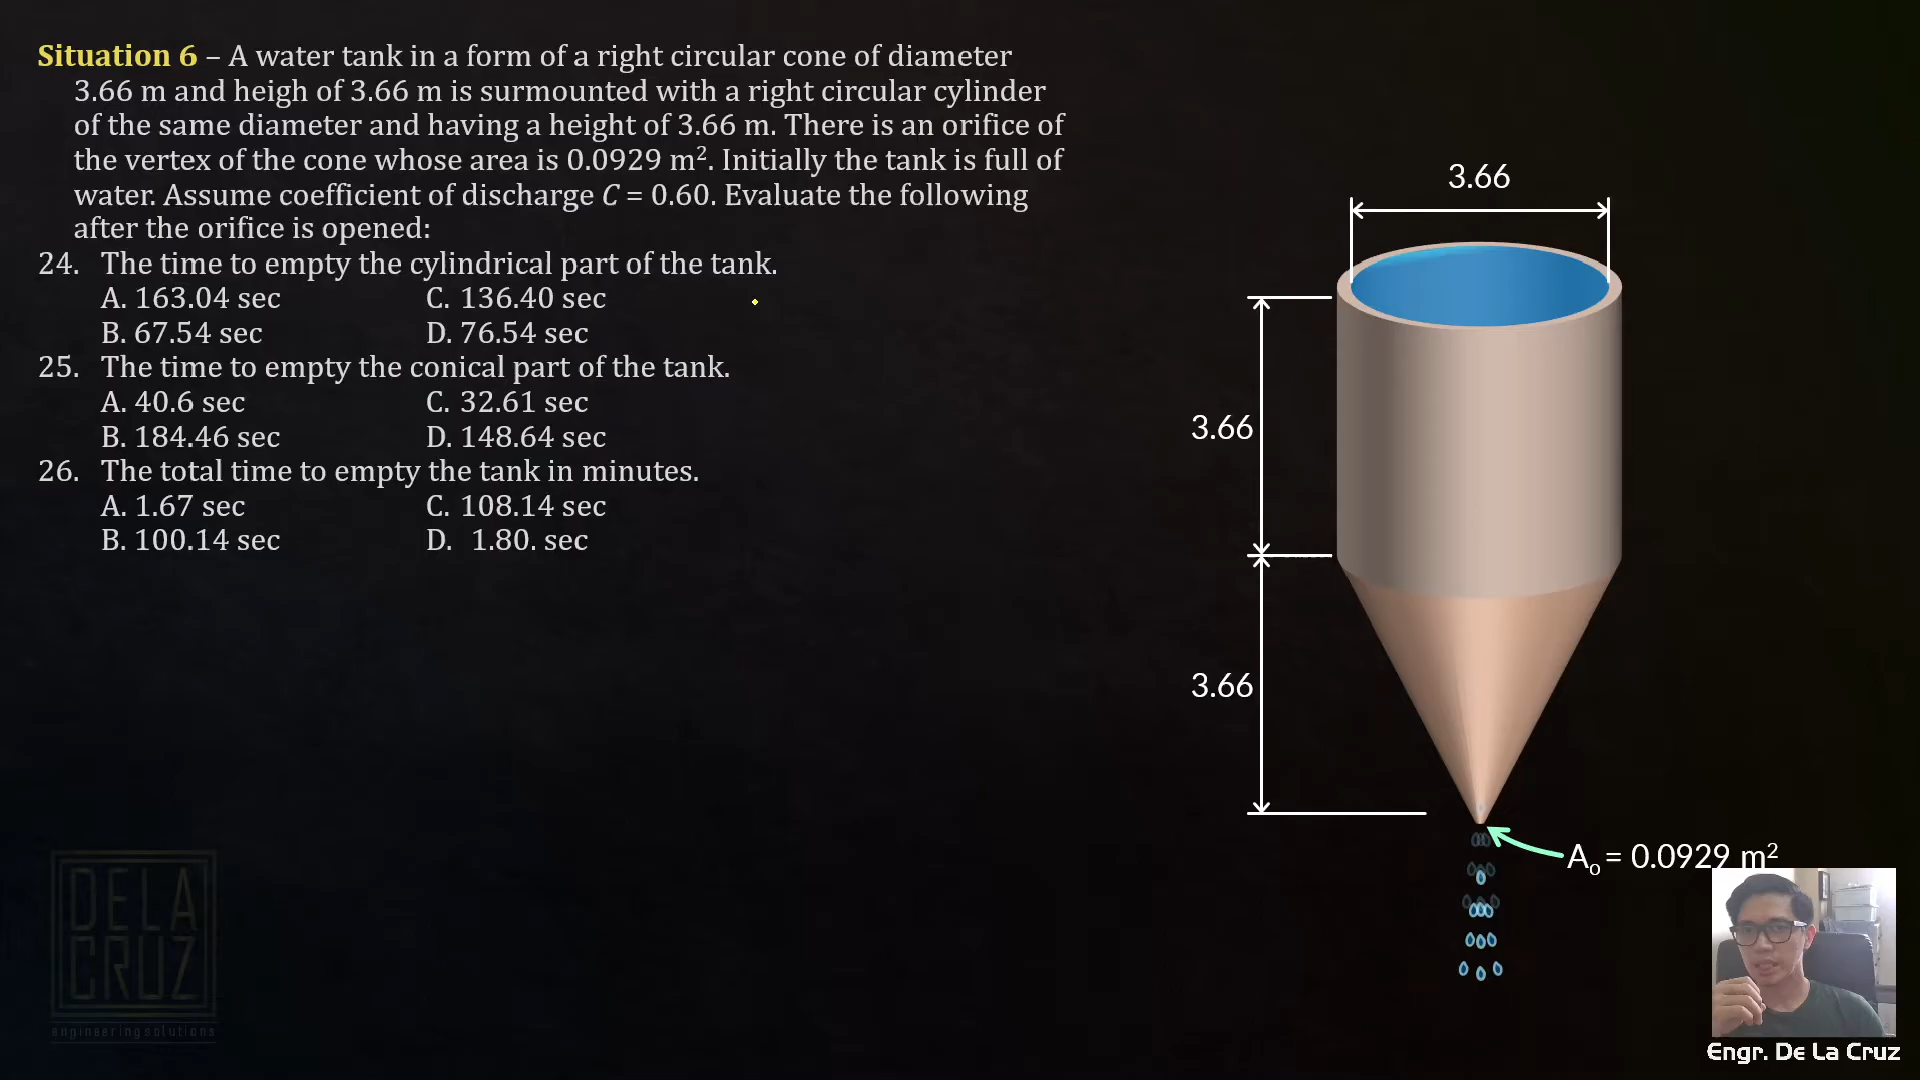 Situation 6 – A water tank in a form of a right circular cone of diameter
3.66 m and heigh of 3.66 m is surmounted with a right circular cylinder
of the same diameter and having a height of 3.66 m. There is an orifice of
the vertex of the cone whose area is 0.0929 m². Initially the tank is full of
water. Assume coefficient of discharge C = 0.60. Evaluate the following
after the orifice is opened:
24. The time to empty the cylindrical part of the tank.
A. 163.04 sec C. 136.40 sec
B. 67.54 sec D. 76.54 sec
25. The time to empty the conical part of the tank.
A. 40.6 sec C. 32.61 sec
B. 184.46 sec D. 148.64 sec
26. The total time to empty the tank in minutes.
A. 1.67 sec C. 108.14 sec
B. 100.14 sec D. 1.80. sec
3.66
3.66
3.66
Aₒ = 0.0929 m²
DELA
CRUZ
engineering solutions
Engr. De La Cruz